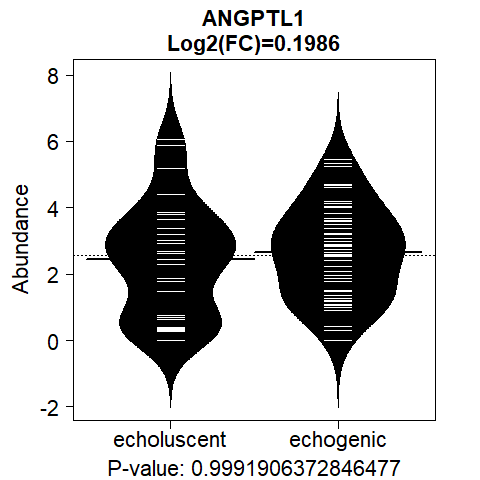 ANGPTL1
Log2(FC)=0.1986
Abundance
8
6
4
2
0
-2
echoluscent echogenic
P-value: 0.9991906372846477